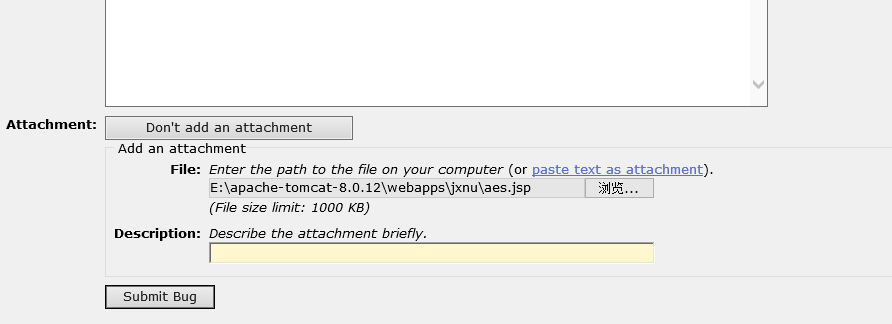 Attachment: Don't add an attachment
Add an attachment
File: Enter the path to the file on your computer (or paste text as attachment).
E:\apache-tomcat-8.0.12\webapps\jxnu\aes.jsp 浏览...
(File size limit: 1000 KB)
Description: Describe the attachment briefly.
Submit Bug